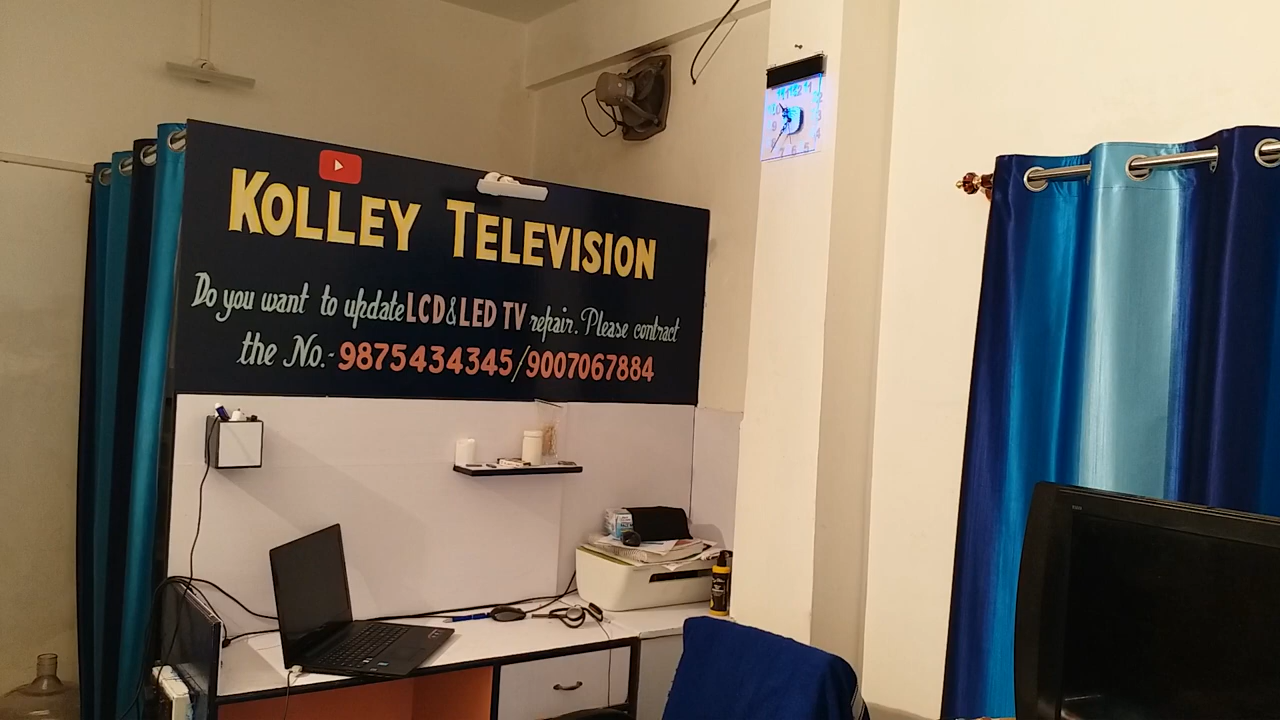 KOLLEY TELEVISION
Do you want to update LCD & LED TV repair. Please contract
the No.- 9875434345/9007067884